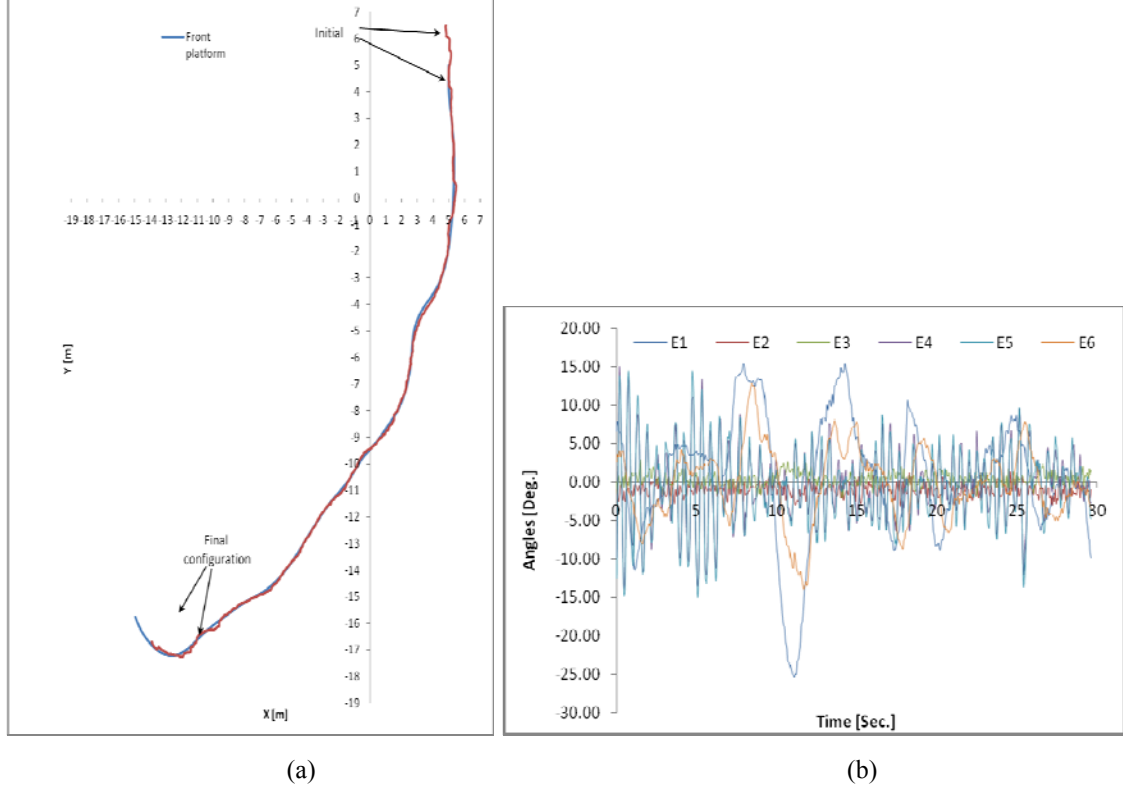 7
6
5
4
3
2
1
0
-19 -18 -17 -16 -15 -14 -13 -12 -11 -10 -9 -8 -7 -6 -5 -4 -3 -2 -1 0 1 2 3 4 5 6 7
-1
-2
-3
-4
-5
-6
-7
-8
-9
-10
-11
-12
-13
-14
-15
-16
-17
-18
-19
Front
platform
Initial
Y [m]
Final
configuration
X [m]
(a)
20.00
15.00
10.00
5.00
0.00
-5.00
-10.00
-15.00
-20.00
-25.00
-30.00
E1 E2 E3 E4 E5 E6
Angles [Deg.]
0 5 10 15 20 25 30
Time [Sec.]
(b)